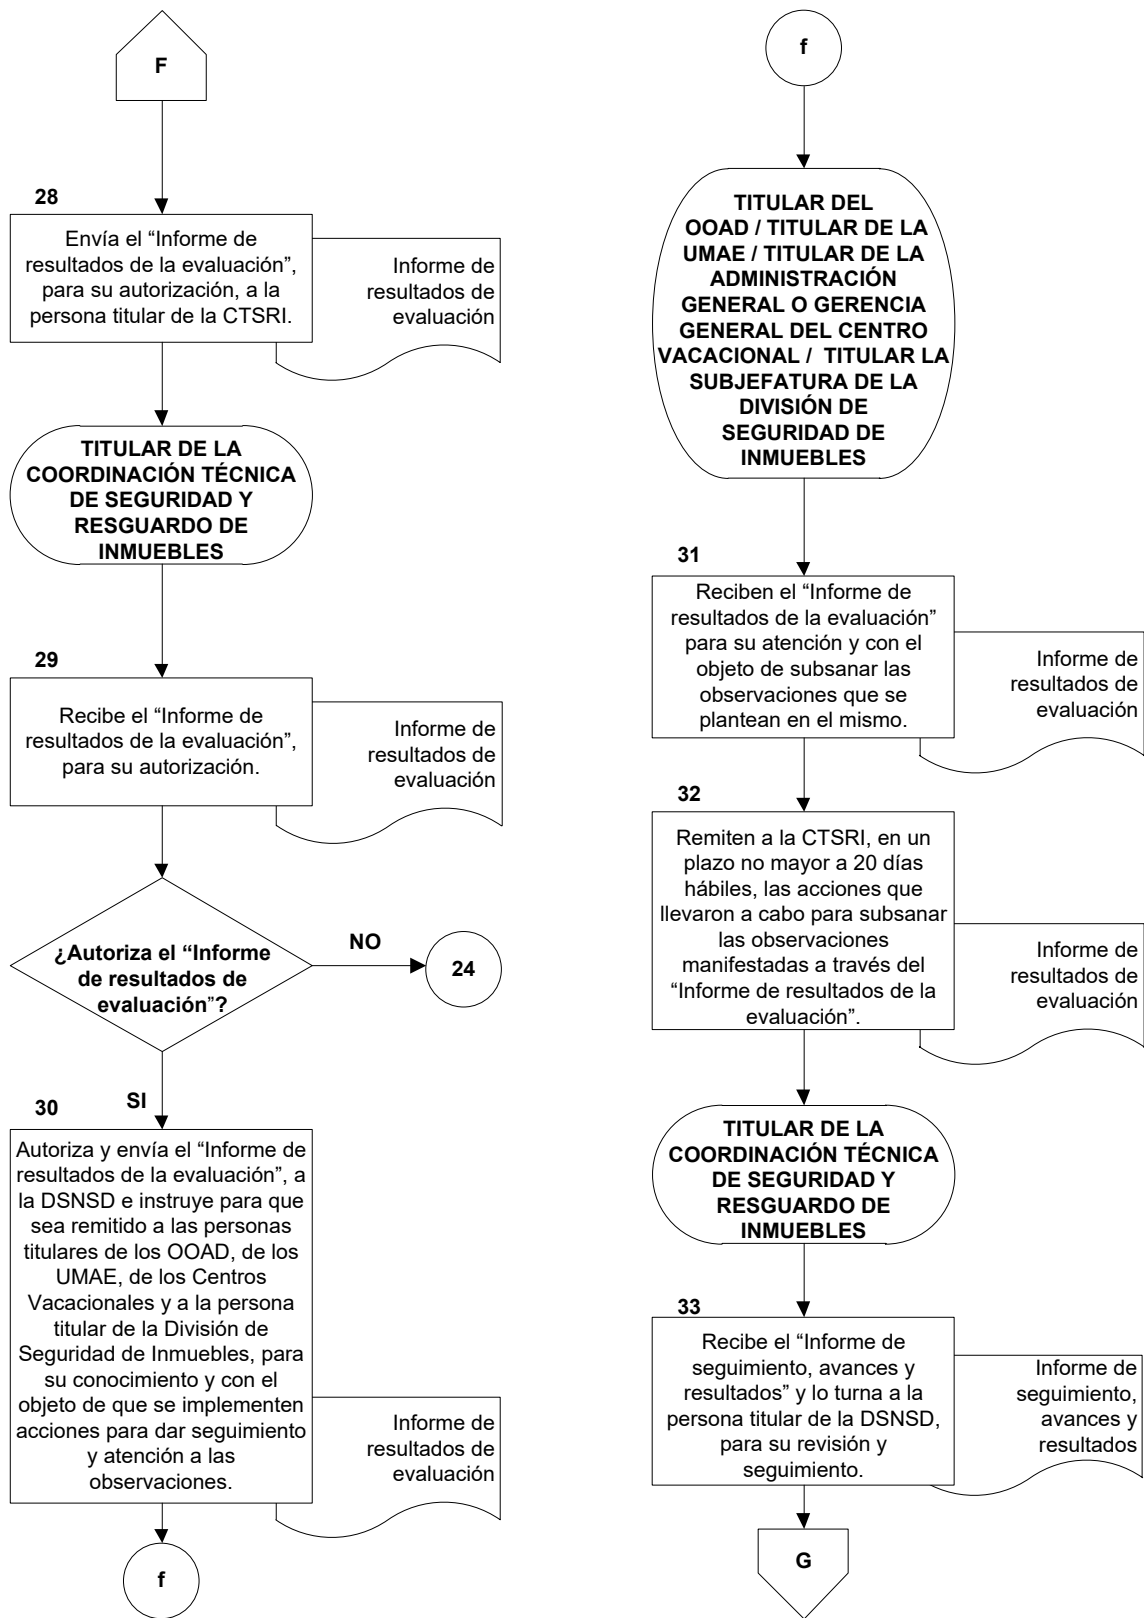 F
28
Envía el “Informe de
resultados de la evaluación”,
para su autorización, a la
persona titular de la CTSRI.
Informe de
resultados de
evaluación
TITULAR DE LA
COORDINACIÓN TÉCNICA
DE SEGURIDAD Y
RESGUARDO DE
INMUEBLES
29
Recibe el “Informe de
resultados de la evaluación”,
para su autorización.
Informe de
resultados de
evaluación
¿Autoriza el “Informe
de resultados de
evaluación”?
NO
24
SI
30
Autoriza y envía el “Informe de
resultados de la evaluación”, a
la DSNSD e instruye para que
sea remitido a las personas
titulares de los OOAD, de los
UMAE, de los Centros
Vacacionales y a la persona
titular de la División de
Seguridad de Inmuebles, para
su conocimiento y con el
objeto de que se implementen
acciones para dar seguimiento
y atención a las
observaciones.
Informe de
resultados de
evaluación
f
f
TITULAR DEL
OOAD / TITULAR DE LA
UMAE / TITULAR DE LA
ADMINISTRACIÓN
GENERAL O GERENCIA
GENERAL DEL CENTRO
VACACIONAL / TITULAR LA
SUBJEFATURA DE LA
DIVISIÓN DE
SEGURIDAD DE
INMUEBLES
31
Reciben el “Informe de
resultados de la evaluación”
para su atención y con el
objeto de subsanar las
observaciones que se
plantean en el mismo.
Informe de
resultados de
evaluación
32
Remiten a la CTSRI, en un
plazo no mayor a 20 días
hábiles, las acciones que
llevaron a cabo para subsanar
las observaciones
manifestadas a través del
“Informe de resultados de la
evaluación”.
Informe de
resultados de
evaluación
TITULAR DE LA
COORDINACIÓN TÉCNICA
DE SEGURIDAD Y
RESGUARDO DE
INMUEBLES
33
Recibe el “Informe de
seguimiento, avances y
resultados” y lo turna a la
persona titular de la DSNSD,
para su revisión y
seguimiento.
Informe de
seguimiento,
avances y
resultados
G